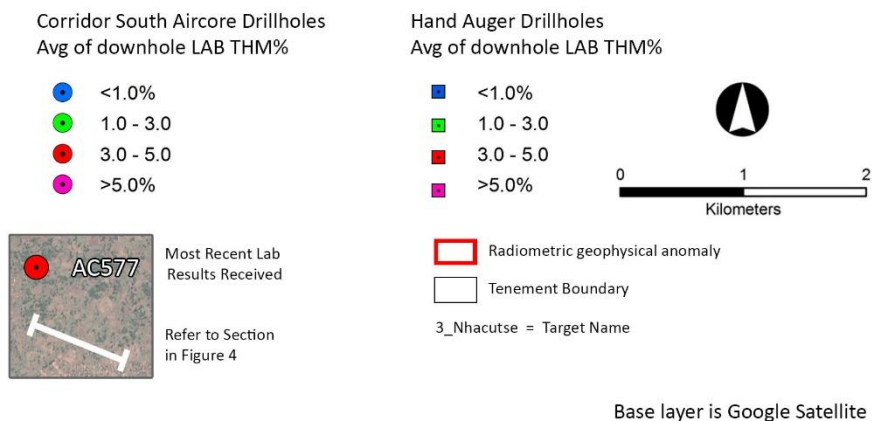 Corridor South Aircore Drillholes
Avg of downhole LAB THM%
<1.0%
1.0 - 3.0
3.0 - 5.0
>5.0%
AC577
Most Recent Lab
Results Received
Refer to Section
in Figure 4
Hand Auger Drillholes
Avg of downhole LAB THM%
<1.0%
1.0 - 3.0
3.0 - 5.0
>5.0%
0 1 2
Kilometers
Radiometric geophysical anomaly
Tenement Boundary
3_Nhacutse = Target Name
Base layer is Google Satellite